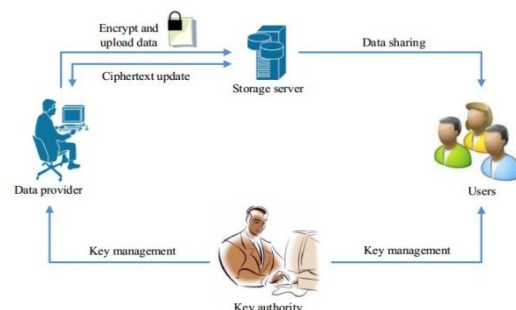 Encrypt and
upload data
Data sharing
Ciphertext update
Storage server
Data provider
Users
Key management
Key management
Key authority